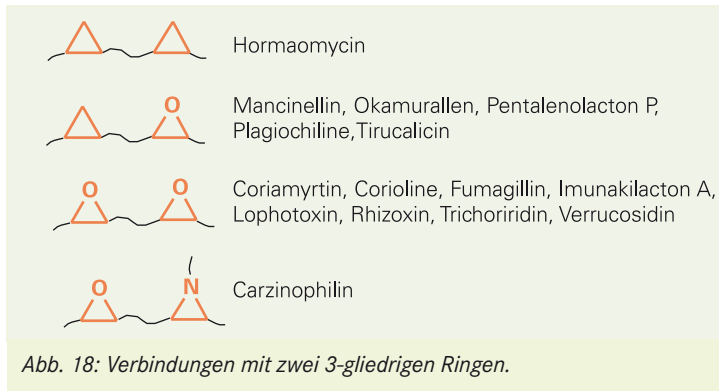 Hormaomycin
O
Mancinellin, Okamurallen, Pentalenolacton P,
Plagiochiline,Tirucalicin
O O
Coriamyrtin, Corioline, Fumagillin, Imunakilacton A,
Lophotoxin, Rhizoxin, Trichoriridin, Verrucosidin
O N
Carzinophilin
Abb. 18: Verbindungen mit zwei 3-gliedrigen Ringen.